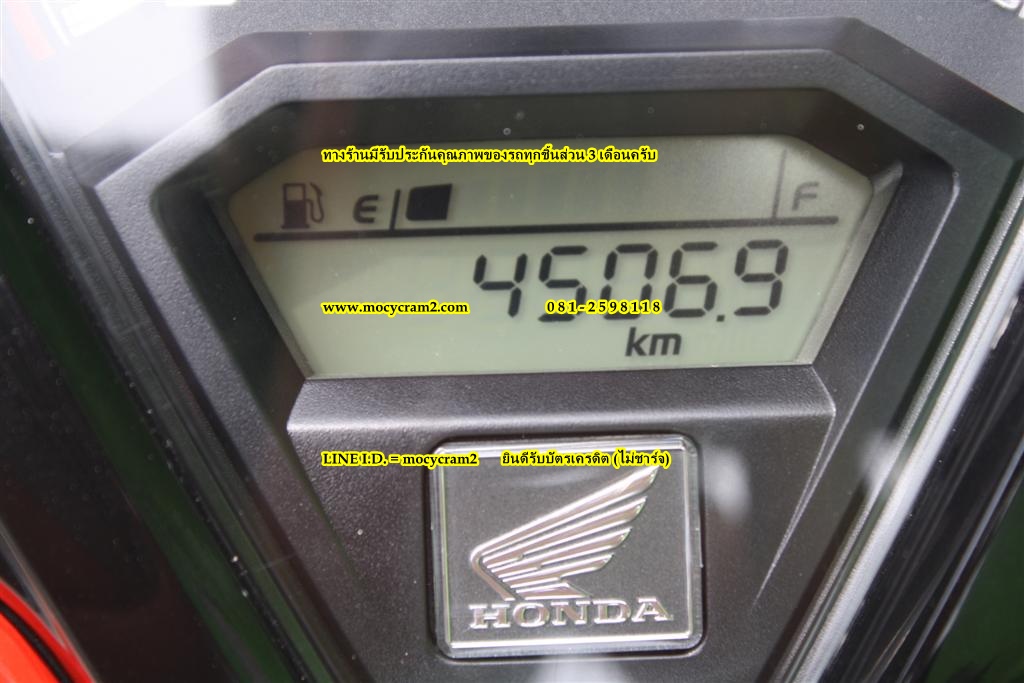 ทางร้านมีรับประกันคุณภาพของรถทุกชิ้นส่วน 3 เดือนครับ
E F
4506.9
www.mocycram2.com 081-2598118
km
LINE I.D. = mocycram2 ยินดีรับบัตรเครดิต (ไม่ชาร์จ)
HONDA